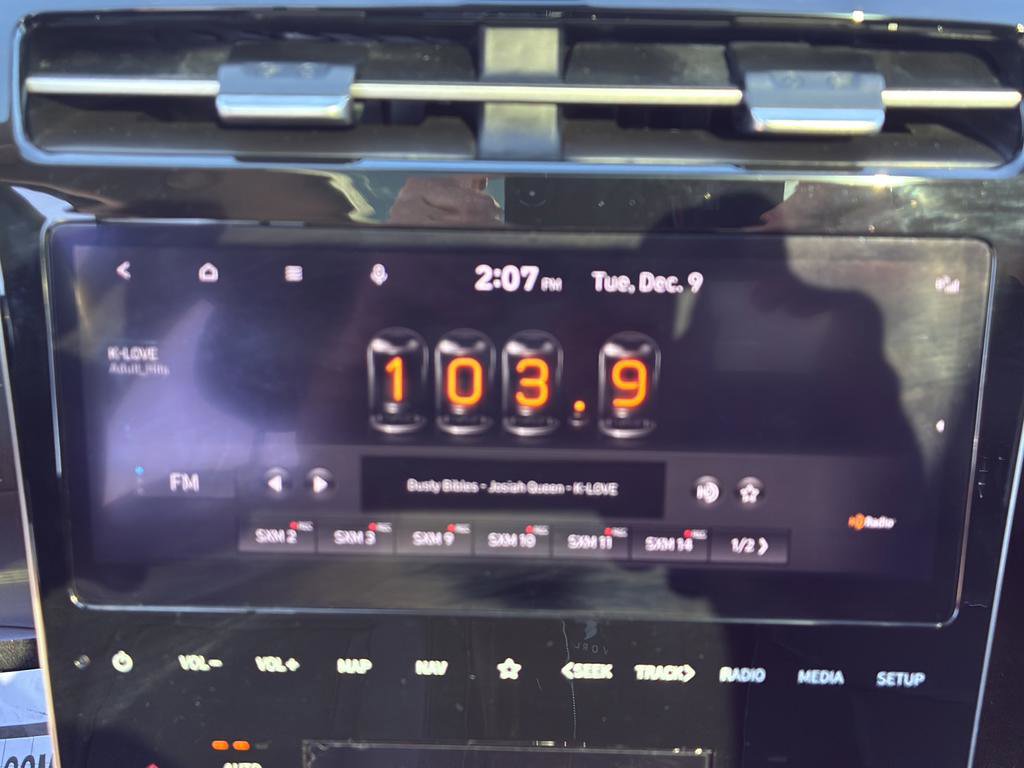 2:07 PM Tue, Dec. 9
K-LOVE
Adult_Hits
103.9
FM
Dusty Bibles - Josiah Queen - K-LOVE
HD Radio
SXM 2 SXM 3 SXM 9 SXM 10 SXM 11 SXM 14 1/2 >
VOL- VOL+ MAP NAV <SEEK TRACK> RADIO MEDIA SETUP
AUTO